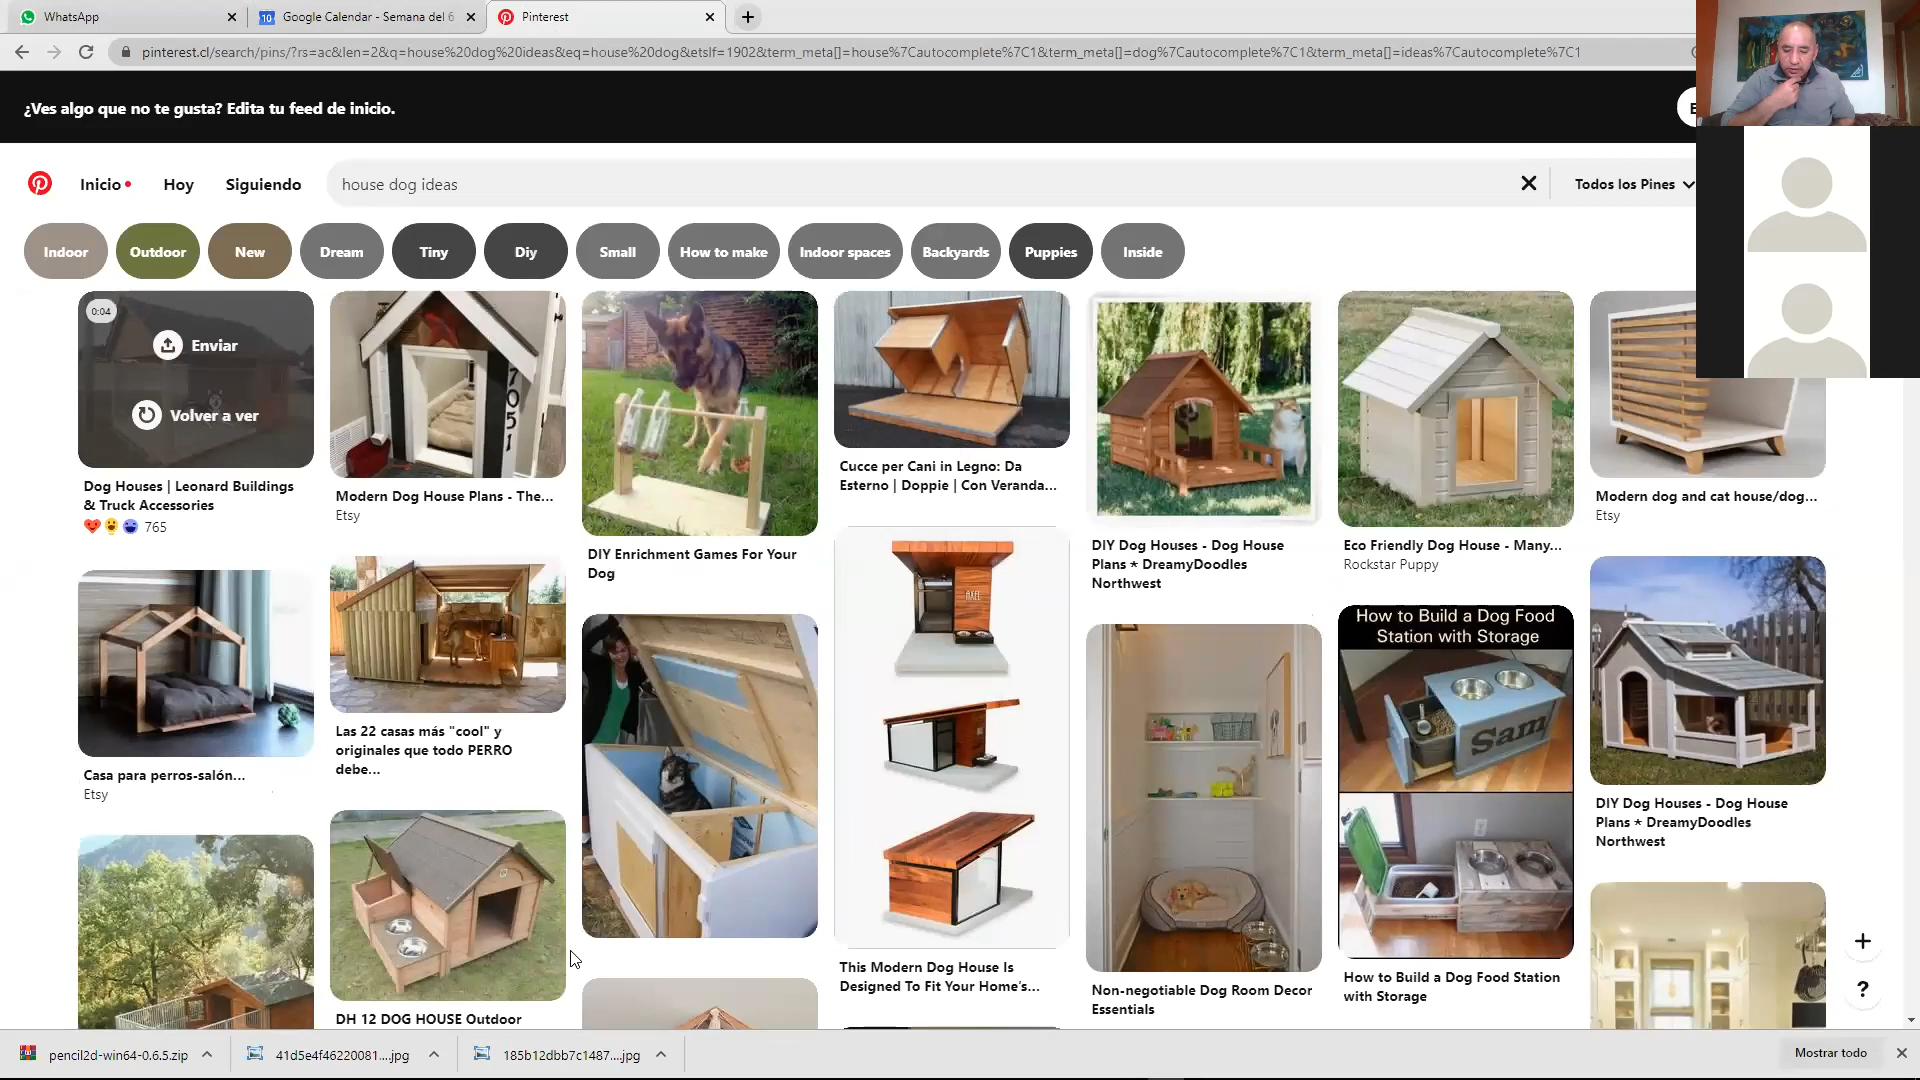 WhatsApp
Google Calendar - Semana del 6
Pinterest
pinterest.cl/search/pins/?rs=ac&len=2&q=house%20dog%20ideas&eq=house%20dog&etslf=1902&term_meta[]=house%7Cautocomplete%7C1&term_meta[]=dog%7Cautocomplete%7C1&term_meta[]=ideas%7Cautocomplete%7C1
¿Ves algo que no te gusta? Edita tu feed de inicio.
Inicio
Hoy
Siguiendo
house dog ideas
Todos los Pines
Indoor
Outdoor
New
Dream
Tiny
Diy
Small
How to make
Indoor spaces
Backyards
Puppies
Inside
0:04
Enviar
Volver a ver
Dog Houses | Leonard Buildings
& Truck Accessories
765
Casa para perros-salón...
Etsy
7051
Modern Dog House Plans - The...
Etsy
Las 22 casas más "cool" y
originales que todo PERRO
debe...
DH 12 DOG HOUSE Outdoor
DIY Enrichment Games For Your
Dog
Cucce per Cani in Legno: Da
Esterno | Doppie | Con Veranda...
This Modern Dog House Is
Designed To Fit Your Home's...
DIY Dog Houses - Dog House
Plans * DreamyDoodles
Northwest
Non-negotiable Dog Room Decor
Essentials
Eco Friendly Dog House - Many...
Rockstar Puppy
How to Build a Dog Food
Station with Storage
Sam
How to Build a Dog Food Station
with Storage
Modern dog and cat house/dog...
Etsy
DIY Dog Houses - Dog House
Plans * DreamyDoodles
Northwest
?
pencil2d-win64-0.6.5.zip
41d5e4f46220081....jpg
185b12dbb7c1487....jpg
Mostrar todo